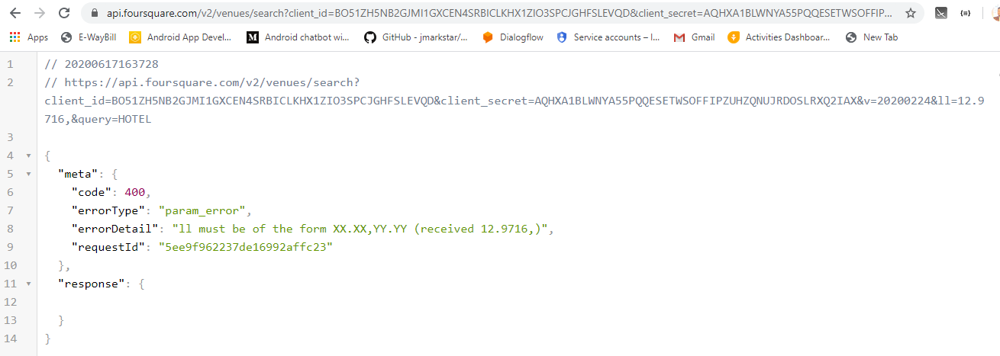 api.foursquare.com/v2/venues/search?client_id=BO51ZH5NB2GJMI1GXCEN4SRBICLKHX1ZIO3SPCJGHFSLEVQD&client_secret=AQHXA1BLWNYA55PQQESETWSOFFIP...
Apps E-WayBill Android App Devel... Android chatbot wi... GitHub - jmarkstar/... Dialogflow Service accounts – I... Gmail Activities Dashboar... New Tab
1 // 20200617163728
2 // https://api.foursquare.com/v2/venues/search?
client_id=BO51ZH5NB2GJMI1GXCEN4SRBICLKHX1ZIO3SPCJGHFSLEVQD&client_secret=AQHXA1BLWNYA55PQQESETWSOFFIPZUHZQNUJRDOSLRXQ2IAX&v=20200224&ll=12.9
716,&query=HOTEL
3
4 {
5 "meta": {
6 "code": 400,
7 "errorType": "param_error",
8 "errorDetail": "ll must be of the form XX.XX,YY.YY (received 12.9716,)",
9 "requestId": "5ee9f962237de16992affc23"
10 },
11 "response": {
12
13 }
14 }